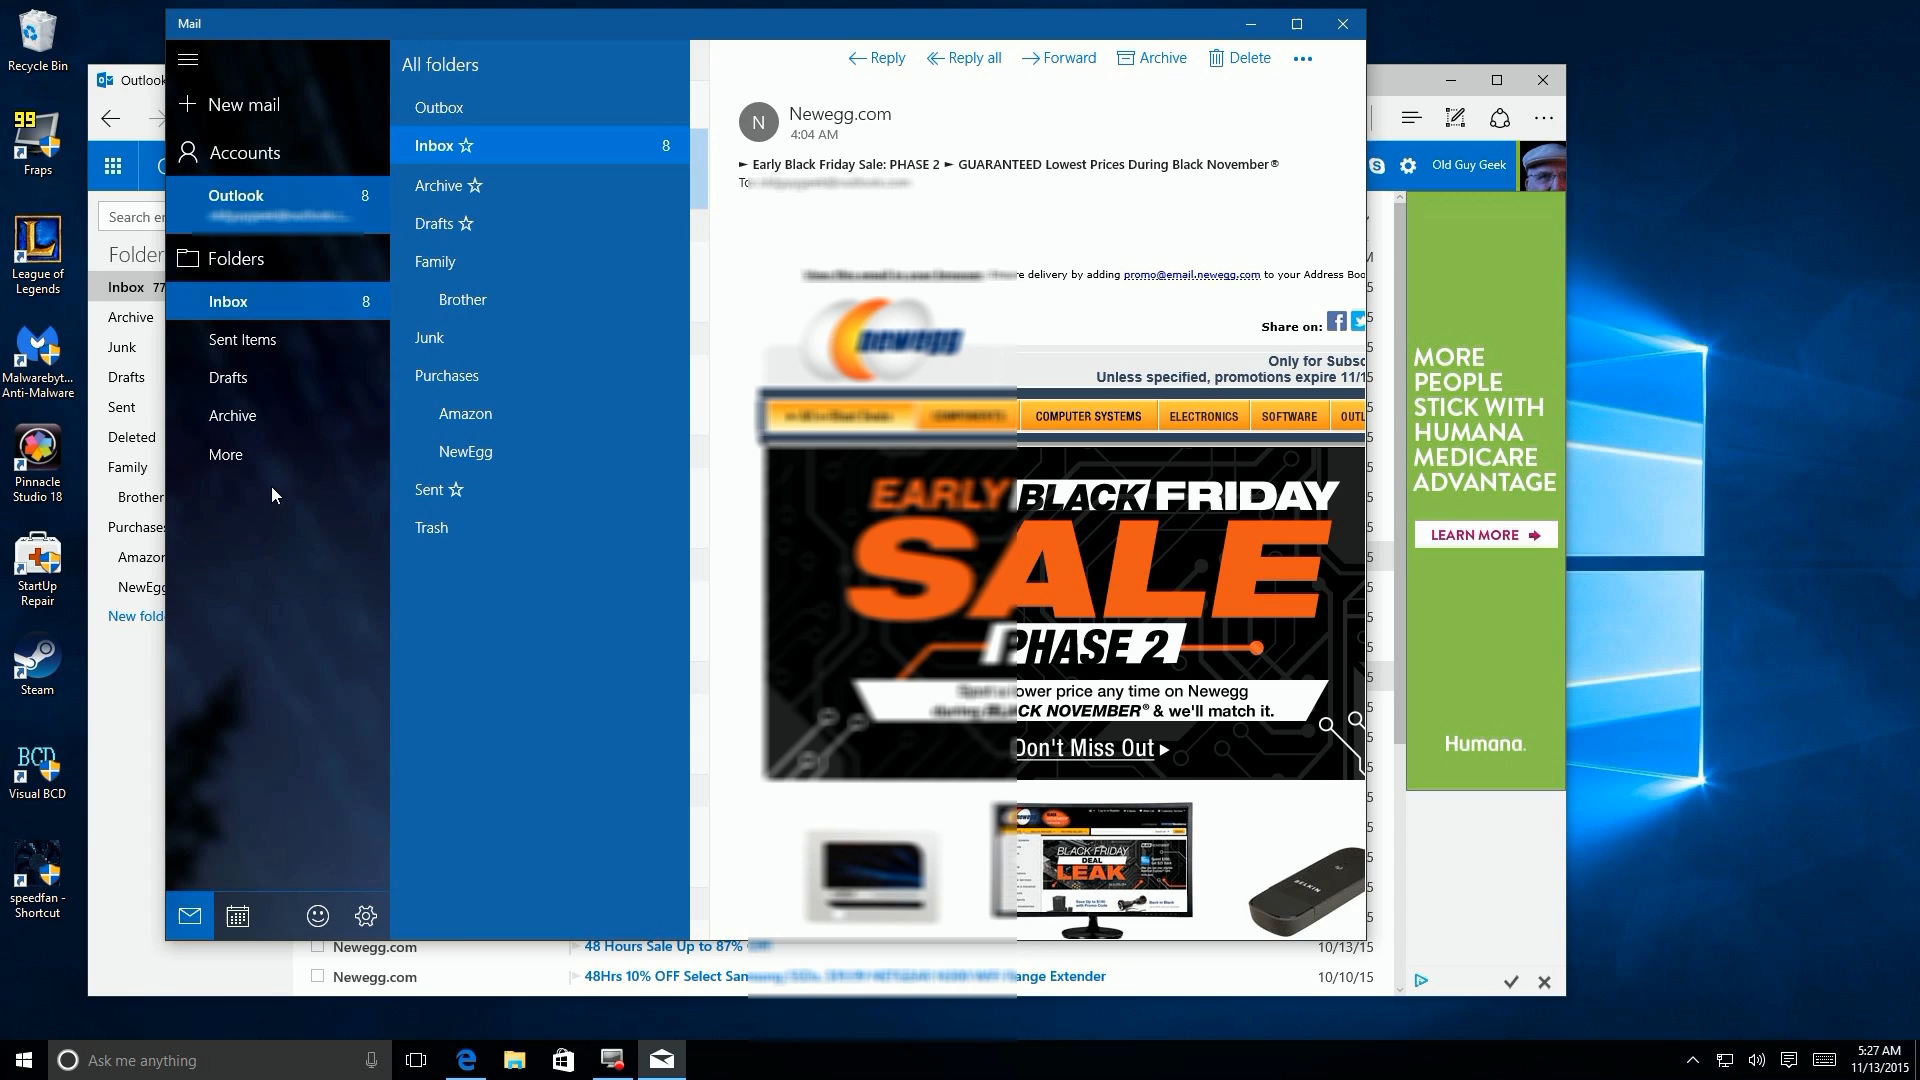 Recycle Bin
99
Fraps
League of
Legends
Malwarebyt...
Anti-Malware
Pinnacle
Studio 18
StartUp
Repair
Steam
BCD
Visual BCD
speedfan -
Shortcut
Outlook
Search
Folder
Inbox 77
Archive
Junk
Drafts
Sent
Deleted
Family
Brother
Purchases
Amazon
NewEgg
New
Mail
New mail
Accounts
Outlook 8
Folders
Inbox 8
Sent Items
Drafts
Archive
More
All folders
Outbox
Inbox ☆ 8
Archive ☆
Drafts ☆
Family
Brother
Junk
Purchases
Amazon
NewEgg
Sent ☆
Trash
Reply
Reply all
Forward
Archive
Delete
N
Newegg.com
4:04 AM
► Early Black Friday Sale: PHASE 2 ► GUARANTEED Lowest Prices During Black November®
delivery by adding promo@email.newegg.com to your Address
newegg
Share on:
Only for
Unless specified, promotions expire
COMPUTER SYSTEMS
ELECTRONICS
SOFTWARE
EARLY BLACK FRIDAY
SALE
PHASE 2
lower price any time on Newegg
BLACK NOVEMBER® & we'll match it.
Don't Miss Out ►
BLACK FRIDAY
DEAL
LEAK
BELKIN
Newegg.com 48 Hours Sale Up to 87% 10/13/15
Newegg.com 48Hrs 10% OFF Select Range Extender 10/10/15
Old Guy Geek
MORE
PEOPLE
STICK WITH
HUMANA
MEDICARE
ADVANTAGE
LEARN MORE
Humana.
Ask me anything
5:27 AM
11/13/2015